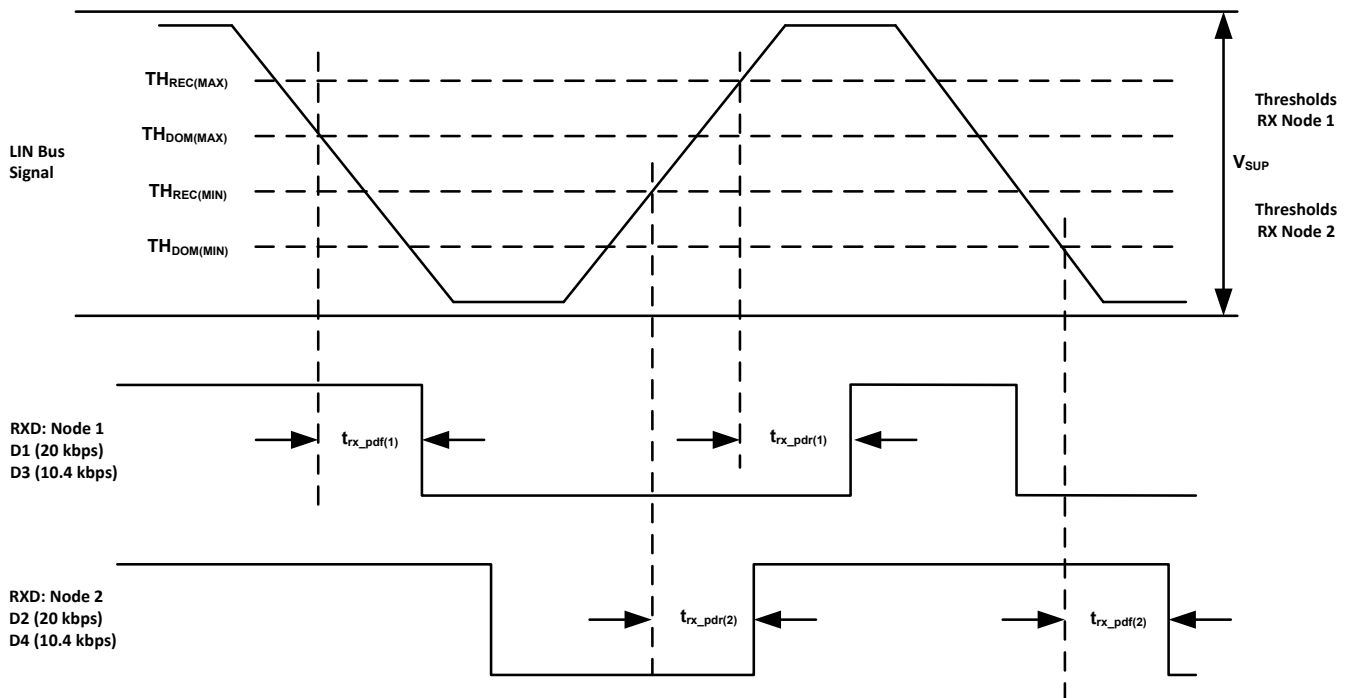 TH_REC(MAX)
TH_DOM(MAX)
TH_REC(MIN)
TH_DOM(MIN)
LIN Bus
Signal
Thresholds
RX Node 1
V_SUP
Thresholds
RX Node 2
RXD: Node 1
D1 (20 kbps)
D3 (10.4 kbps)
t_rx_pdf(1)
t_rx_pdr(1)
RXD: Node 2
D2 (20 kbps)
D4 (10.4 kbps)
t_rx_pdr(2)
t_rx_pdf(2)